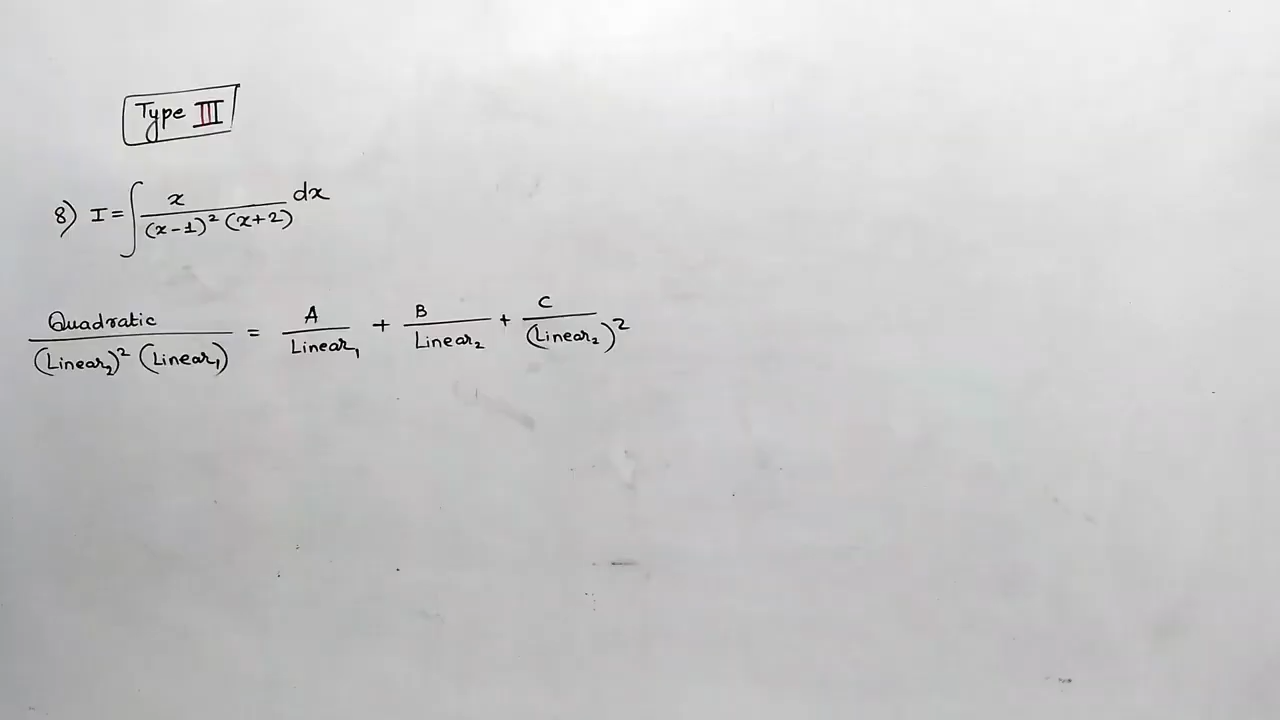 Type III
8) I = ∫ x / (x-1)² (x+2) dx
Quadratic / (Linear₂)² (Linear₁) = A / Linear₁ + B / Linear₂ + C / (Linear₂)²